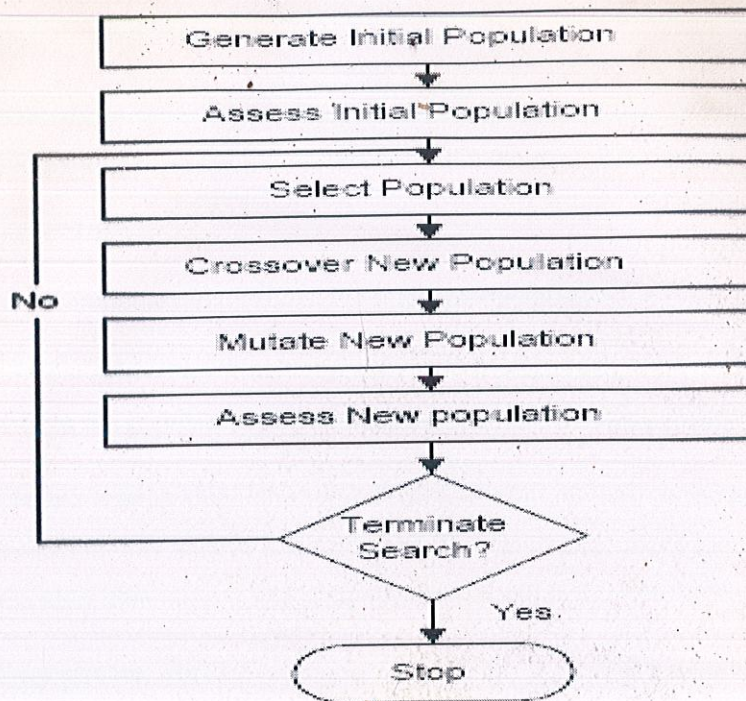 Generate Initial Population
Assess Initial Population
Select Population
Crossover New Population
No
Mutate New Population
Assess New population
Terminate
Search?
Yes
Stop